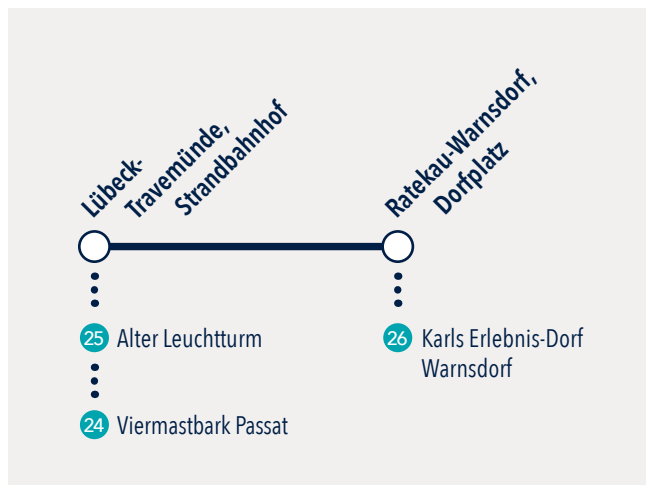 Lübeck-
Travemünde,
Strandbahnhof
Ratekau-Warnsdorf,
Dorfplatz
25 Alter Leuchtturm
26 Karls Erlebnis-Dorf
Warnsdorf
24 Viermastbark Passat